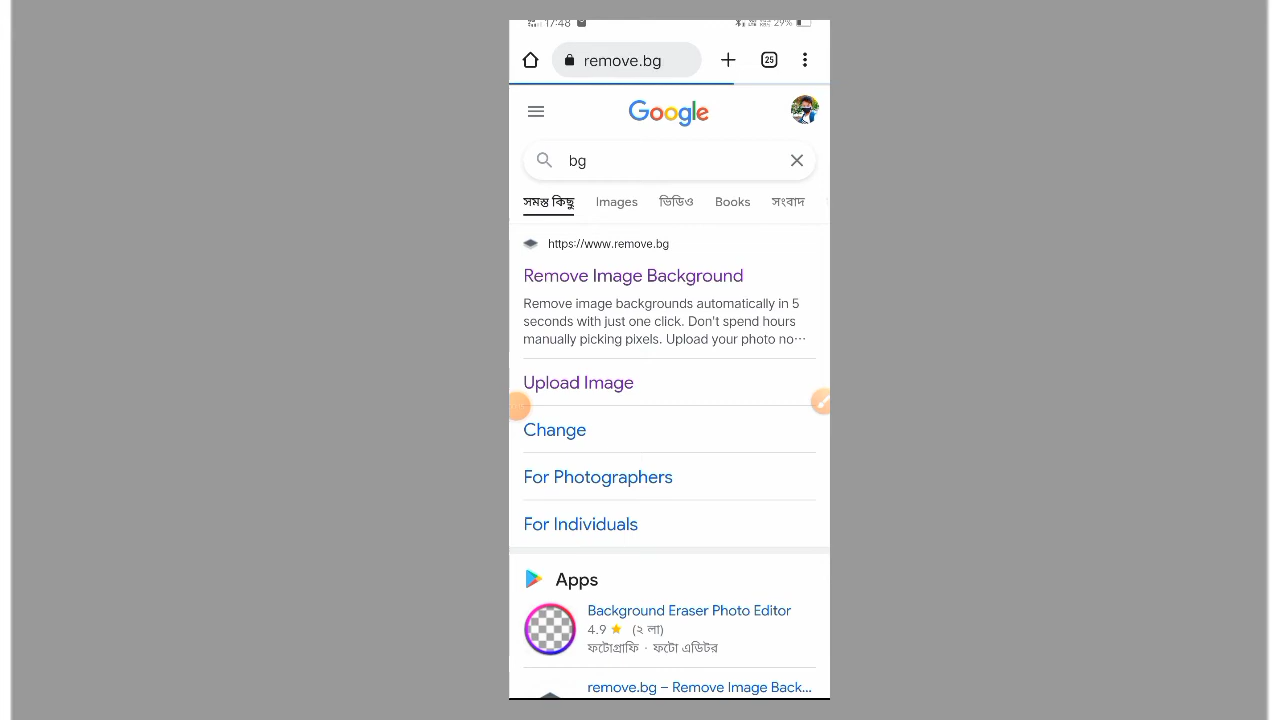 17:48
29%
remove.bg
25
Google
bg
সমস্ত কিছু Images ভিডিও Books সংবাদ
https://www.remove.bg
Remove Image Background
Remove image backgrounds automatically in 5
seconds with just one click. Don't spend hours
manually picking pixels. Upload your photo no...
Upload Image
Change
For Photographers
For Individuals
Apps
Background Eraser Photo Editor
4.9 ★ (২ লা)
ফটোগ্রাফি · ফটো এডিটর
remove.bg – Remove Image Back...